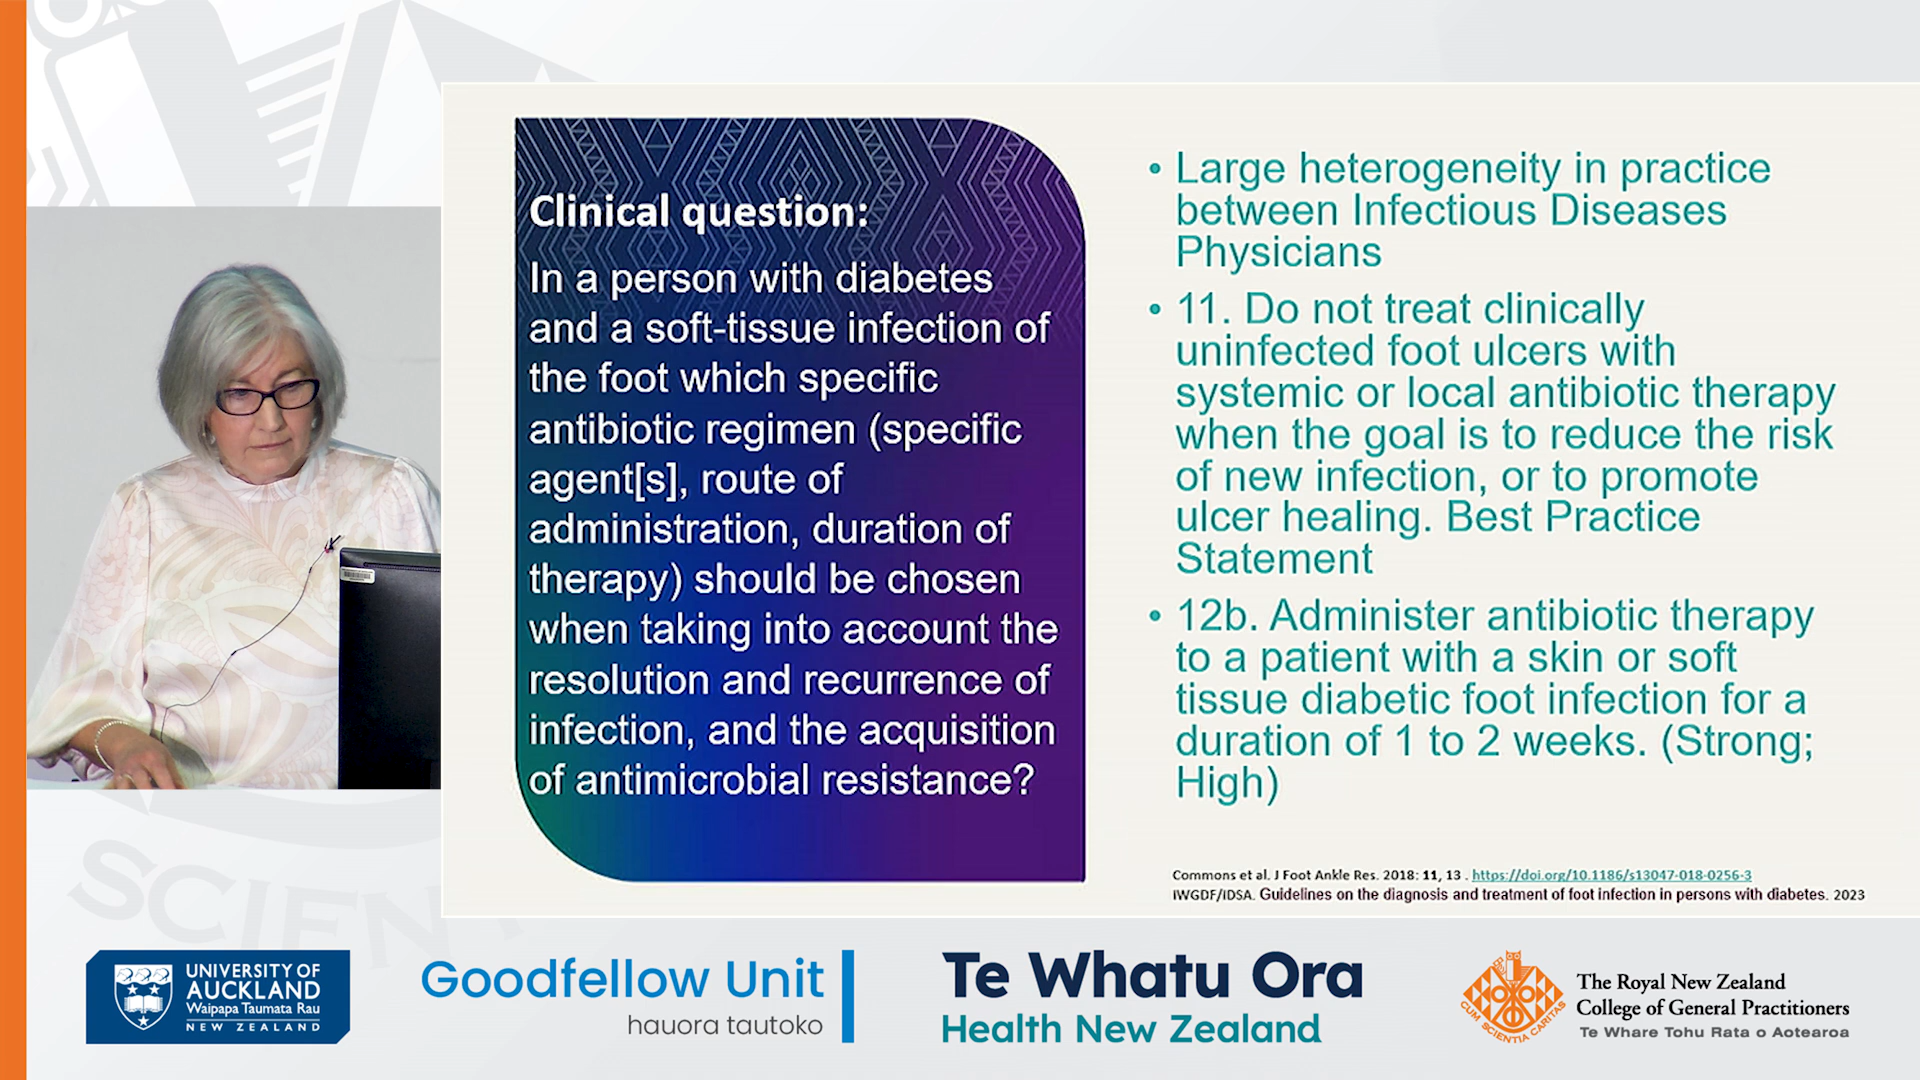 Clinical question:
In a person with diabetes
and a soft-tissue infection of
the foot which specific
antibiotic regimen (specific
agent[s], route of
administration, duration of
therapy) should be chosen
when taking into account the
resolution and recurrence of
infection, and the acquisition
of antimicrobial resistance?
• Large heterogeneity in practice
between Infectious Diseases
Physicians
• 11. Do not treat clinically
uninfected foot ulcers with
systemic or local antibiotic therapy
when the goal is to reduce the risk
of new infection, or to promote
ulcer healing. Best Practice
Statement
• 12b. Administer antibiotic therapy
to a patient with a skin or soft
tissue diabetic foot infection for a
duration of 1 to 2 weeks. (Strong;
High)
Commons et al. J Foot Ankle Res. 2018: 11, 13 . https://doi.org/10.1186/s13047-018-0256-3
IWGDF/IDSA. Guidelines on the diagnosis and treatment of foot infection in persons with diabetes. 2023
SCIEN
UNIVERSITY OF
AUCKLAND
Waipapa Taumata Rau
NEW ZEALAND
Goodfellow Unit
hauora tautoko
Te Whatu Ora
Health New Zealand
CUM SCIENTIA CARITAS
The Royal New Zealand
College of General Practitioners
Te Whare Tohu Rata o Aotearoa